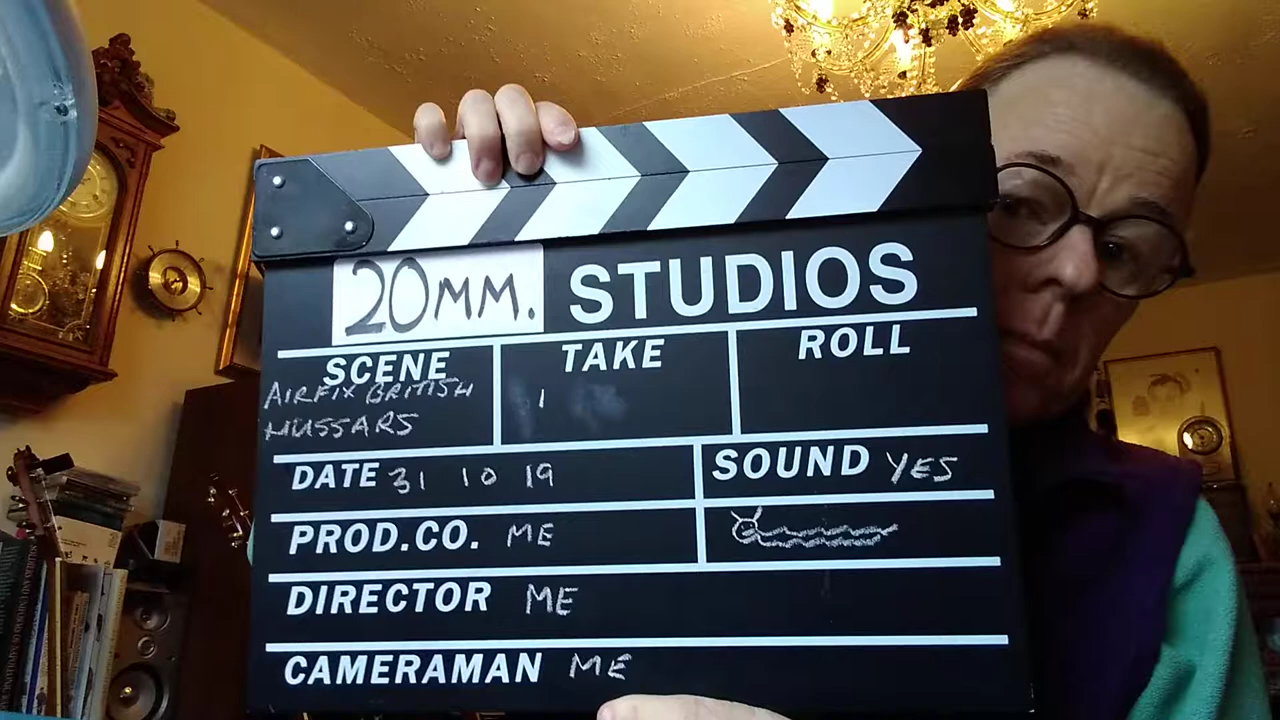 20MM. STUDIOS
SCENE
AIRFIX BRITISH
HUSSARS
TAKE
1
ROLL
DATE 31 10 19
SOUND YES
PROD.CO. ME
DIRECTOR ME
CAMERAMAN ME